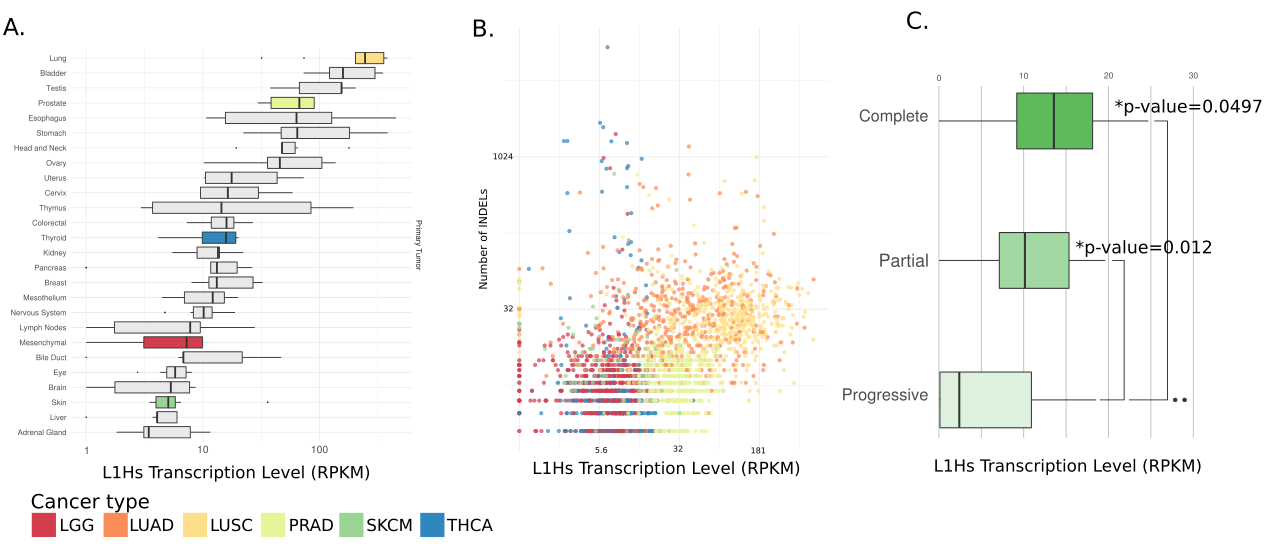 A.
Lung
Bladder
Testis
Prostate
Esophagus
Stomach
Head and Neck
Ovary
Uterus
Cervix
Thymus
Colorectal
Thyroid
Kidney
Pancreas
Breast
Mesothelium
Nervous System
Lymph Nodes
Mesenchymal
Bile Duct
Eye
Brain
Skin
Liver
Adrenal Gland
1 10 100
L1Hs Transcription Level (RPKM)
Primary Tumor
B.
Number of INDELs
1024
32
5.6 32 181
L1Hs Transcription Level (RPKM)
C.
0 10 20 30
Complete
*p-value=0.0497
Partial
*p-value=0.012
Progressive
L1Hs Transcription Level (RPKM)
Cancer type
LGG LUAD LUSC PRAD SKCM THCA